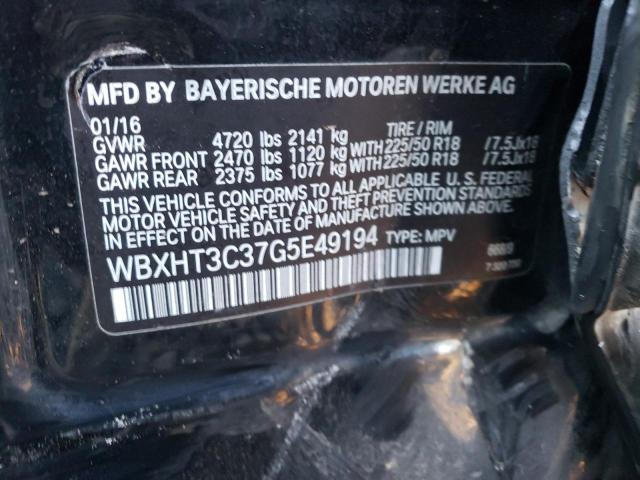 MFD BY BAYERISCHE MOTOREN WERKE AG
01/16 TIRE / RIM
GVWR 4720 lbs 2141 kg
GAWR FRONT 2470 lbs 1120 kg WITH 225/50 R18 /7.5Jx18
GAWR REAR 2375 lbs 1077 kg WITH 225/50 R18 /7.5Jx18
THIS VEHICLE CONFORMS TO ALL APPLICABLE U. S. FEDERAL
MOTOR VEHICLE SAFETY AND THEFT PREVENTION STANDARDS
IN EFFECT ON THE DATE OF MANUFACTURE SHOWN ABOVE.
WBXHT3C37G5E49194 TYPE: MPV